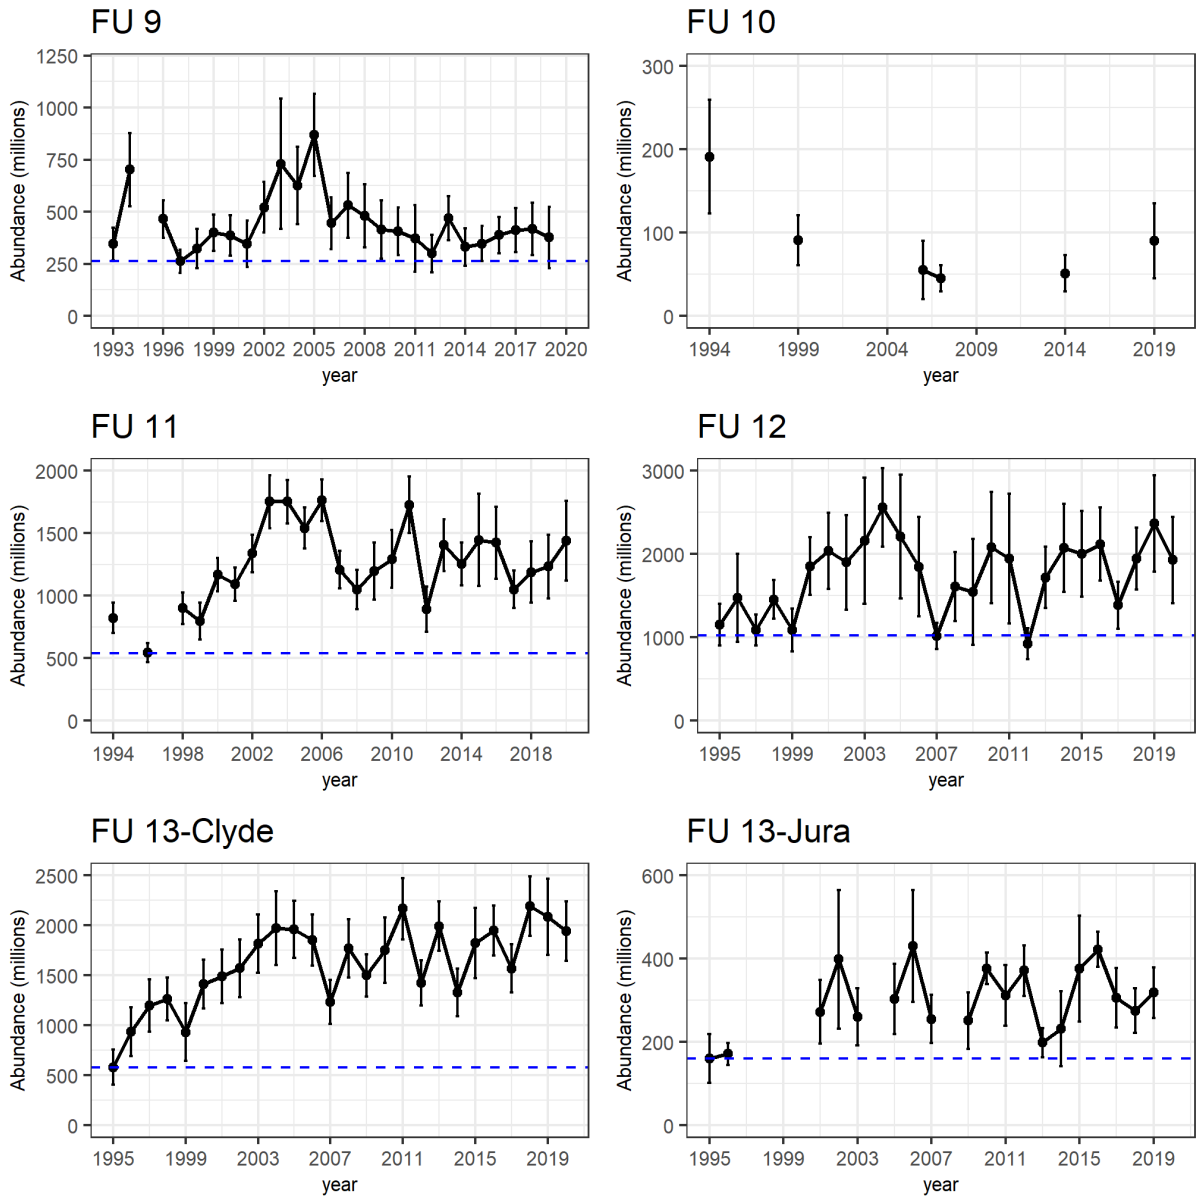 FU 9
Abundance (millions)
1250
1000
750
500
250
0
1993 1996 1999 2002 2005 2008 2011 2014 2017 2020
year
FU 10
Abundance (millions)
300
200
100
0
1994 1999 2004 2009 2014 2019
year
FU 11
Abundance (millions)
2000
1500
1000
500
0
1994 1998 2002 2006 2010 2014 2018
year
FU 12
Abundance (millions)
3000
2000
1000
0
1995 1999 2003 2007 2011 2015 2019
year
FU 13-Clyde
Abundance (millions)
2500
2000
1500
1000
500
0
1995 1999 2003 2007 2011 2015 2019
year
FU 13-Jura
Abundance (millions)
600
400
200
0
1995 1999 2003 2007 2011 2015 2019
year